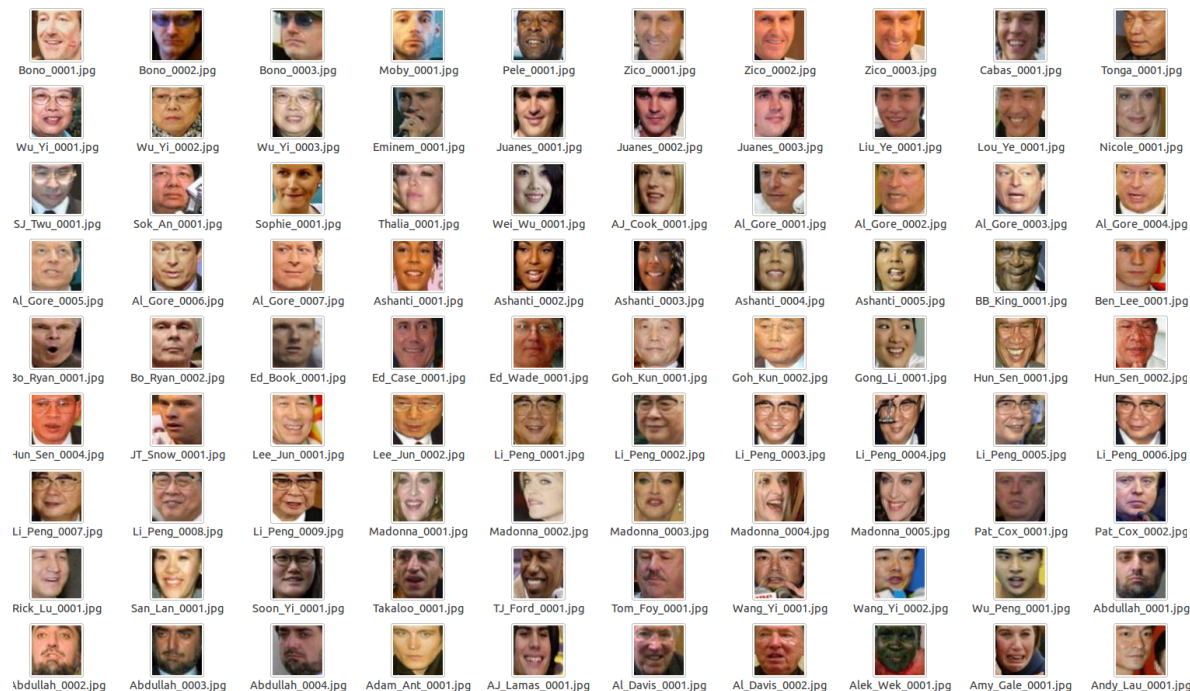 Bono_0001.jpg Bono_0002.jpg Bono_0003.jpg Moby_0001.jpg Pele_0001.jpg Zico_0001.jpg Zico_0002.jpg Zico_0003.jpg Cabas_0001.jpg Tonga_0001.jpg
Wu_Yi_0001.jpg Wu_Yi_0002.jpg Wu_Yi_0003.jpg Eminem_0001.jpg Juanes_0001.jpg Juanes_0002.jpg Juanes_0003.jpg Liu_Ye_0001.jpg Lou_Ye_0001.jpg Nicole_0001.jpg
SJ_Twu_0001.jpg Sok_An_0001.jpg Sophie_0001.jpg Thalia_0001.jpg Wei_Wu_0001.jpg AJ_Cook_0001.jpg Al_Gore_0001.jpg Al_Gore_0002.jpg Al_Gore_0003.jpg Al_Gore_0004.jpg
Al_Gore_0005.jpg Al_Gore_0006.jpg Al_Gore_0007.jpg Ashanti_0001.jpg Ashanti_0002.jpg Ashanti_0003.jpg Ashanti_0004.jpg Ashanti_0005.jpg BB_King_0001.jpg Ben_Lee_0001.jpg
Bo_Ryan_0001.jpg Bo_Ryan_0002.jpg Ed_Book_0001.jpg Ed_Case_0001.jpg Ed_Wade_0001.jpg Goh_Kun_0001.jpg Goh_Kun_0002.jpg Gong_Li_0001.jpg Hun_Sen_0001.jpg Hun_Sen_0002.jpg
Hun_Sen_0004.jpg JT_Snow_0001.jpg Lee_Jun_0001.jpg Lee_Jun_0002.jpg Li_Peng_0001.jpg Li_Peng_0002.jpg Li_Peng_0003.jpg Li_Peng_0004.jpg Li_Peng_0005.jpg Li_Peng_0006.jpg
Li_Peng_0007.jpg Li_Peng_0008.jpg Li_Peng_0009.jpg Madonna_0001.jpg Madonna_0002.jpg Madonna_0003.jpg Madonna_0004.jpg Madonna_0005.jpg Pat_Cox_0001.jpg Pat_Cox_0002.jpg
Rick_Lu_0001.jpg San_Lan_0001.jpg Soon_Yi_0001.jpg Takaloo_0001.jpg TJ_Ford_0001.jpg Tom_Foy_0001.jpg Wang_Yi_0001.jpg Wang_Yi_0002.jpg Wu_Peng_0001.jpg Abdullah_0001.jpg
Abdullah_0002.jpg Abdullah_0003.jpg Abdullah_0004.jpg Adam_Ant_0001.jpg AJ_Lamas_0001.jpg Al_Davis_0001.jpg Al_Davis_0002.jpg Alek_Wek_0001.jpg Amy_Gale_0001.jpg Andy_Lau_0001.jpg